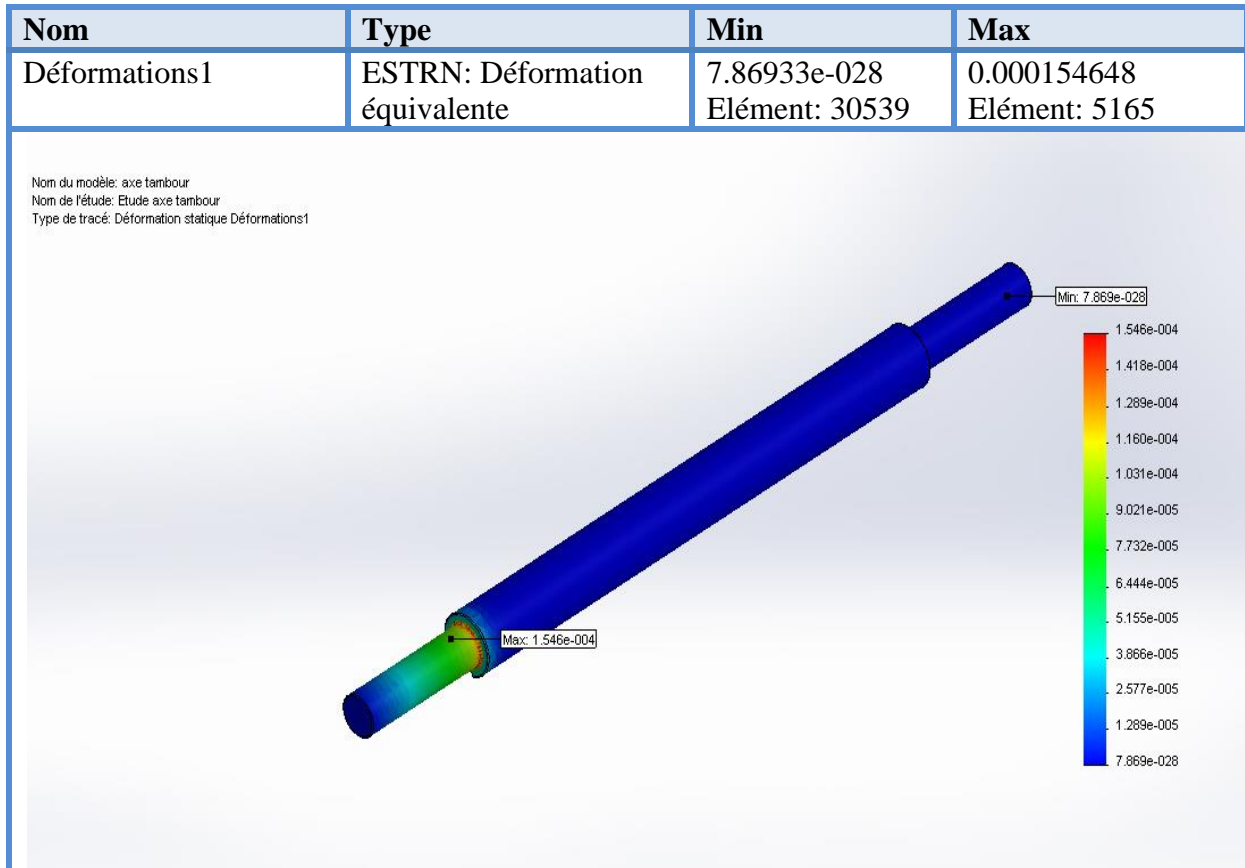 Nom Type Min Max
Déformations1 ESTRN: Déformation 7.86933e-028 0.000154648
équivalente Elément: 30539 Elément: 5165
Nom du modèle: axe tambour
Nom de l'étude: Etude axe tambour
Type de tracé: Déformation statique Déformations1
Min: 7.869e-028
1.546e-004
1.418e-004
1.289e-004
1.160e-004
1.031e-004
9.021e-005
7.732e-005
6.444e-005
5.155e-005
3.866e-005
2.577e-005
1.289e-005
7.869e-028
Max: 1.546e-004